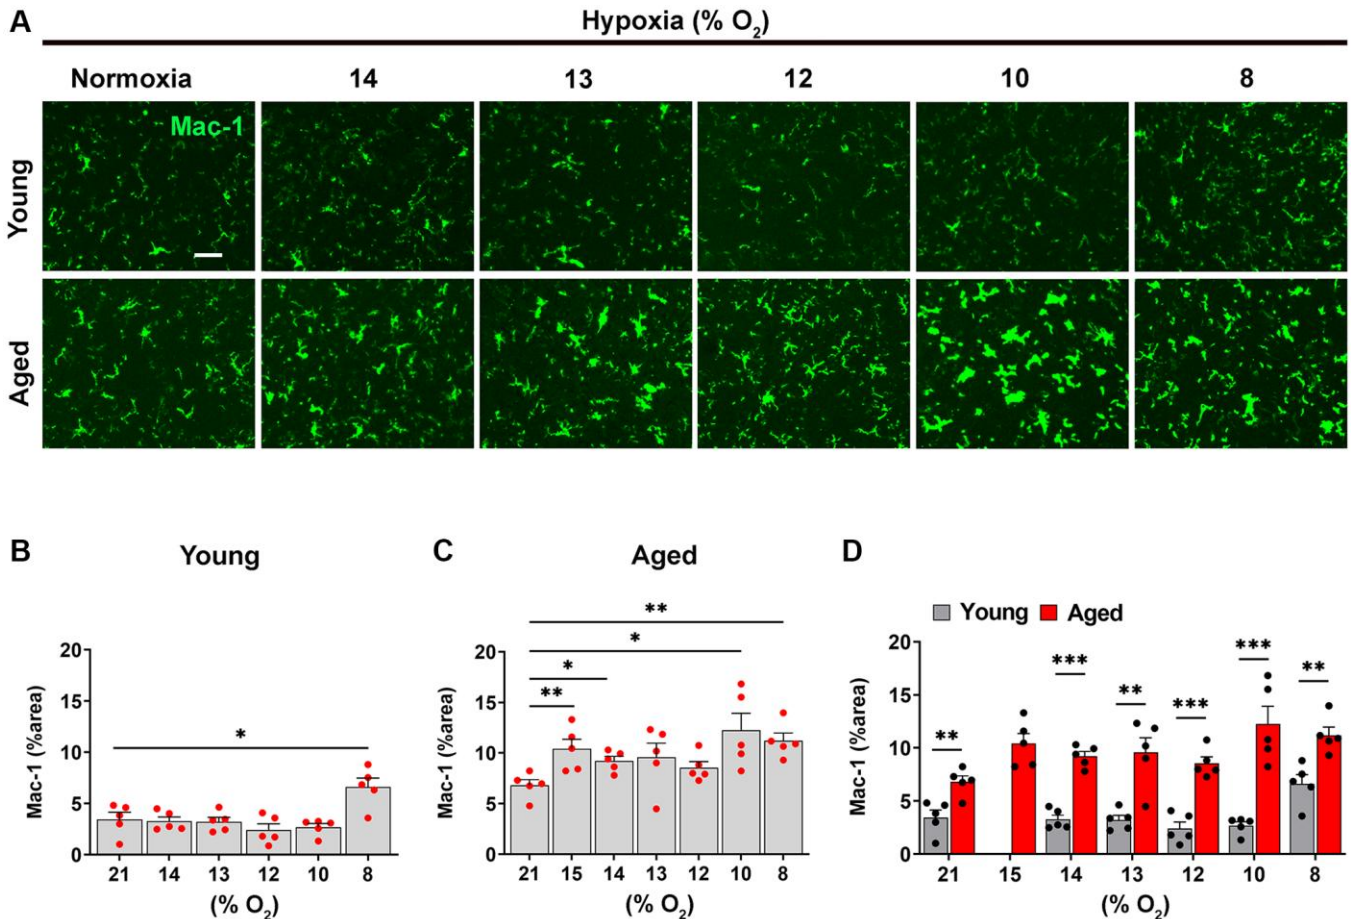 A
Hypoxia (% O₂)
Normoxia 14 13 12 10 8
Mac-1
Young
Aged
B Young
*
Mac-1 (%area)
20
15
10
5
0
21 14 13 12 10 8
(% O₂)
C Aged
**
*
*
**
Mac-1 (%area)
20
15
10
5
0
21 15 14 13 12 10 8
(% O₂)
D
Young Aged
** *** ** *** *** **
Mac-1 (%area)
20
15
10
5
0
21 15 14 13 12 10 8
(% O₂)